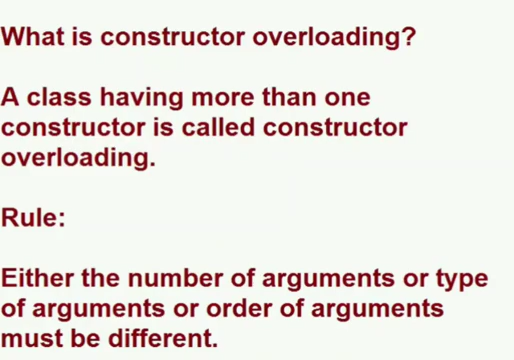 What is constructor overloading?
A class having more than one
constructor is called constructor
overloading.
Rule:
Either the number of arguments or type
of arguments or order of arguments
must be different.